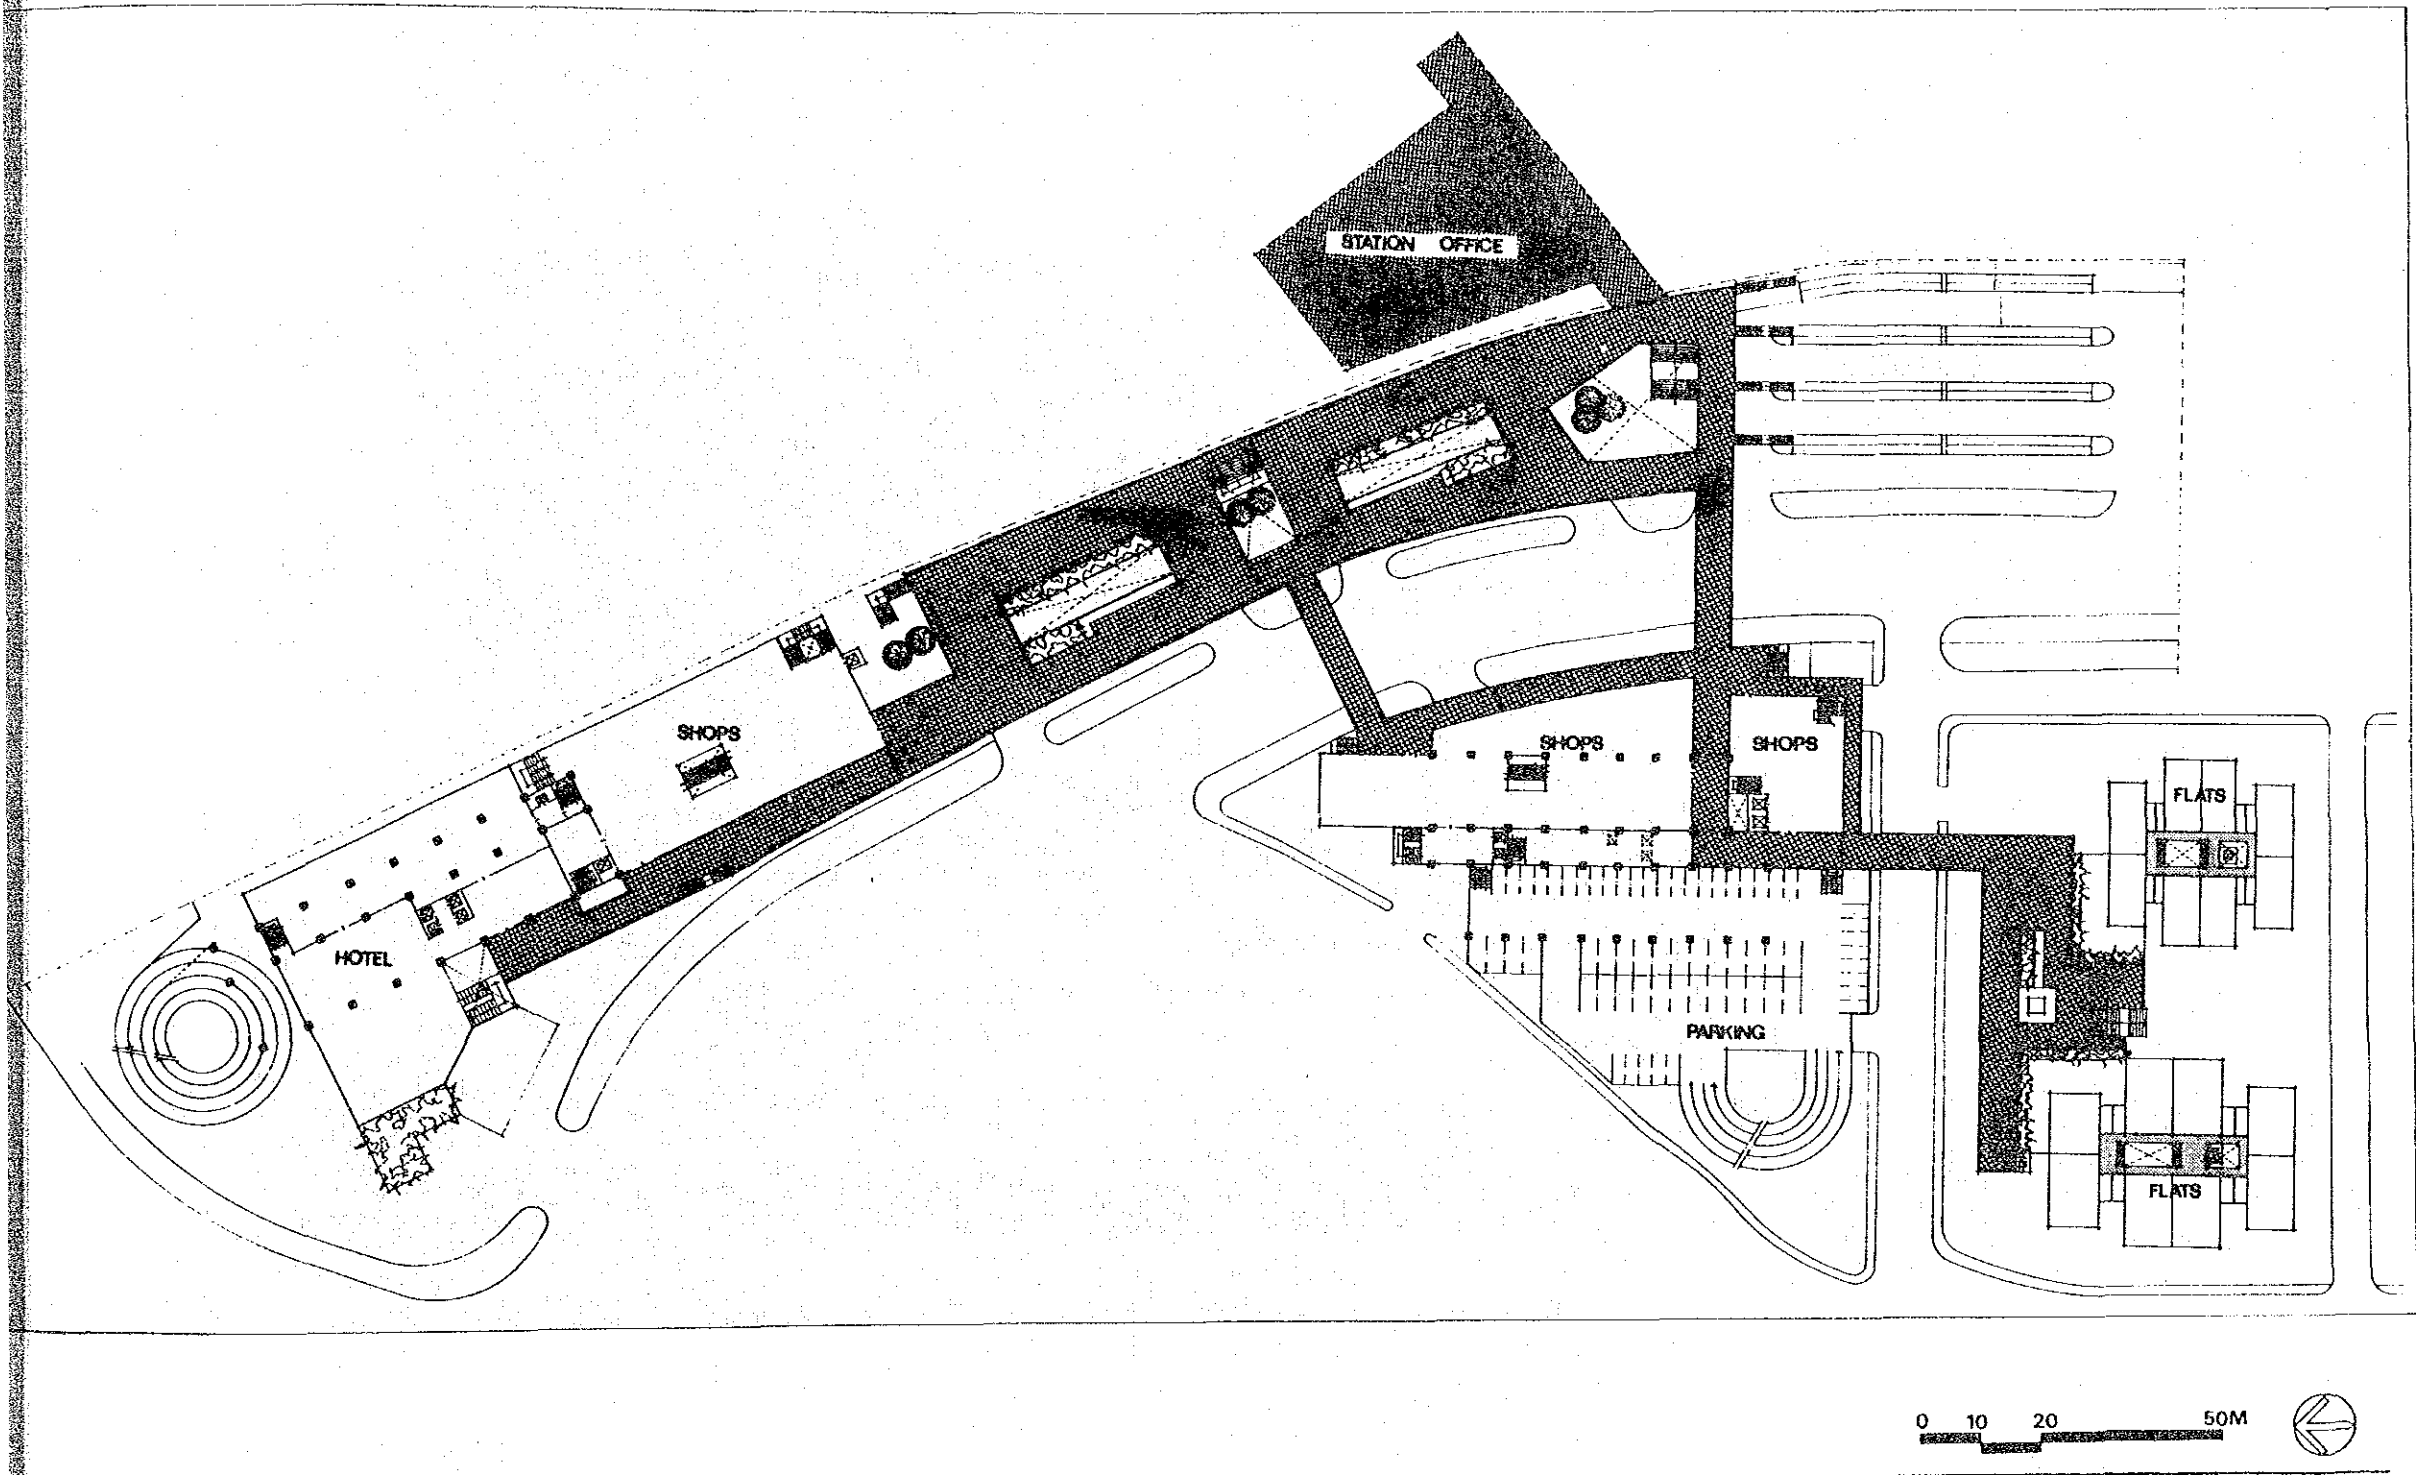 STATION OFFICE
SHOPS
SHOPS
SHOPS
FLATS
HOTEL
PARKING
FLATS
0 10 20 50M